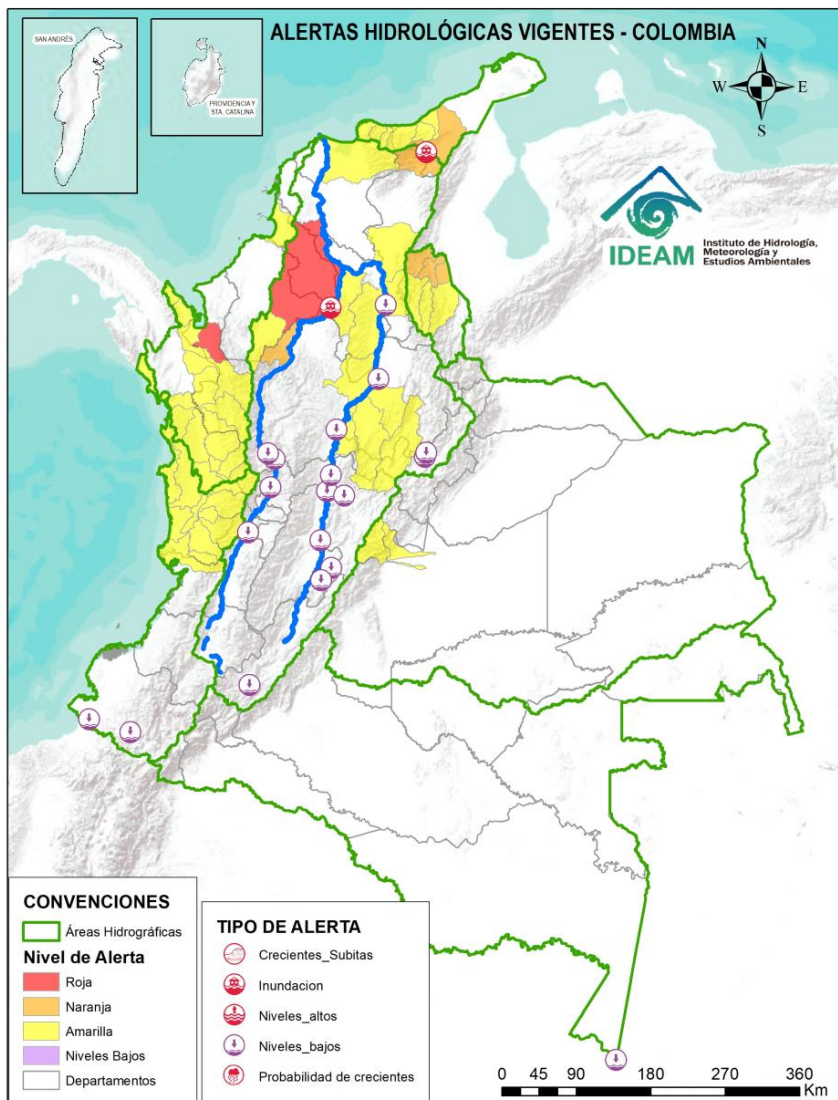 ALERTAS HIDROLÓGICAS VIGENTES - COLOMBIA
SAN ANDRÉS
PROVIDENCIA Y
STA. CATALINA
N
W
E
S
IDEAM
Instituto de Hidrología,
Meteorología y
Estudios Ambientales
CONVENCIONES
Áreas Hidrográficas
Nivel de Alerta
Roja
Naranja
Amarilla
Niveles Bajos
Departamentos
TIPO DE ALERTA
Crecientes_Subitas
Inundacion
Niveles_altos
Niveles_bajos
Probabilidad de crecientes
0 45 90 180 270 360
Km